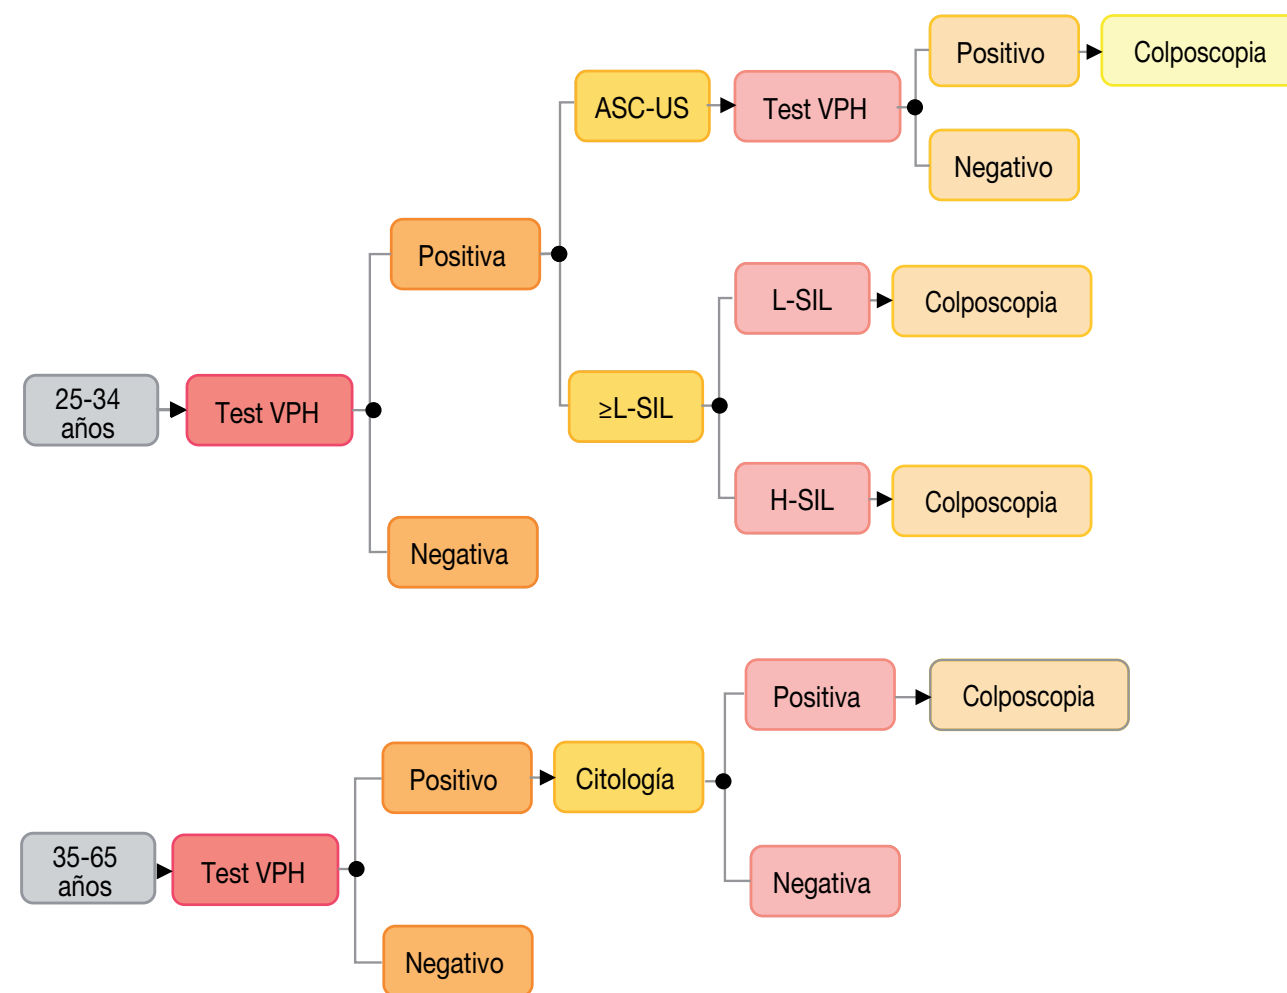 25-34
años
Test VPH
Positiva
Negativa
ASC-US
Test VPH
Positivo
Colposcopia
Negativo
≥L-SIL
L-SIL
Colposcopia
H-SIL
Colposcopia
35-65
años
Test VPH
Positivo
Citología
Positiva
Colposcopia
Negativa
Negativo